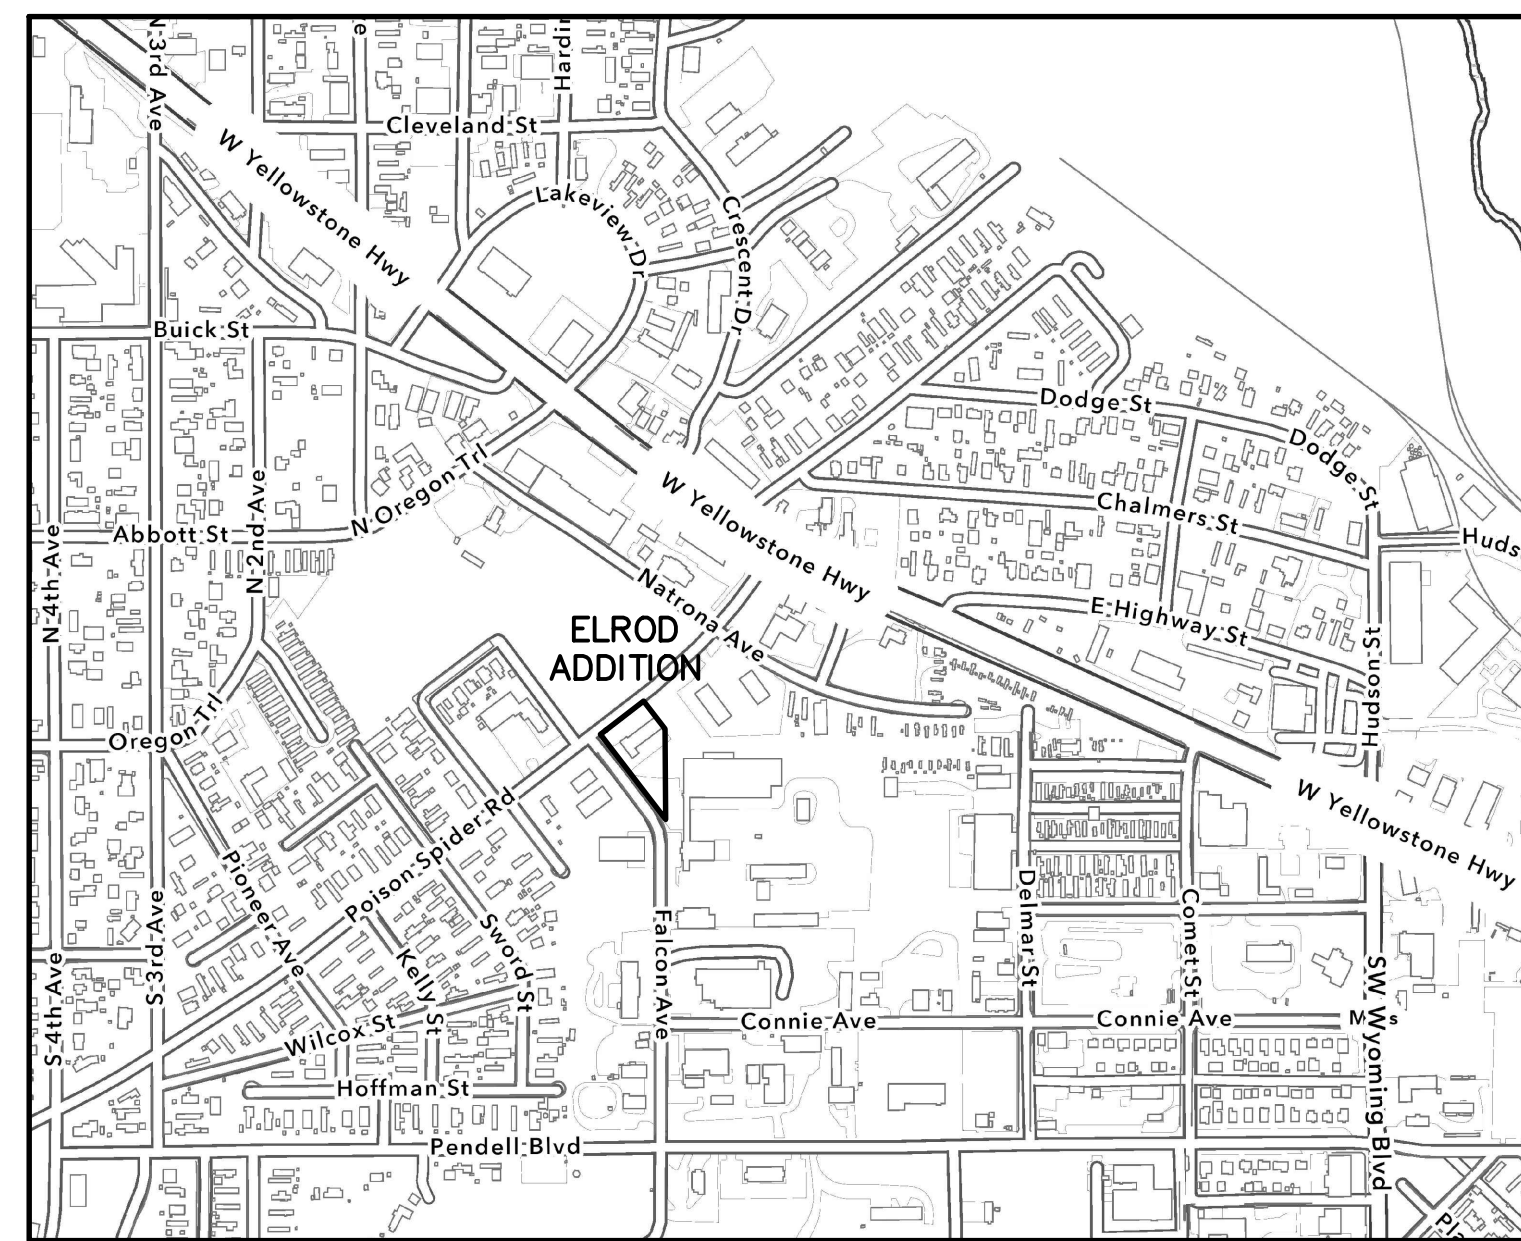 N 3rd Ave
Hardin
Cleveland St
W Yellowstone Hwy
Lakeview Dr
Crescent Dr
Buick St
Dodge St
Dodge St
N Oregon Trl
W Yellowstone Hwy
Chalmers St
Abbott St
N 2nd Ave
Huds
N 4th Ave
Natrona Ave
E Highway St
ELROD
ADDITION
Hudson St
Oregon Trl
W Yellowstone Hwy
Poison Spider Rd
Pioneer Ave
S 3rd Ave
Sword St
Kelly St
Falcon Ave
Delmar St
Comet St
S 4th Ave
SW Wyoming Blvd
Connie Ave
Connie Ave
Wilcox St
Hoffman St
Pendell Blvd